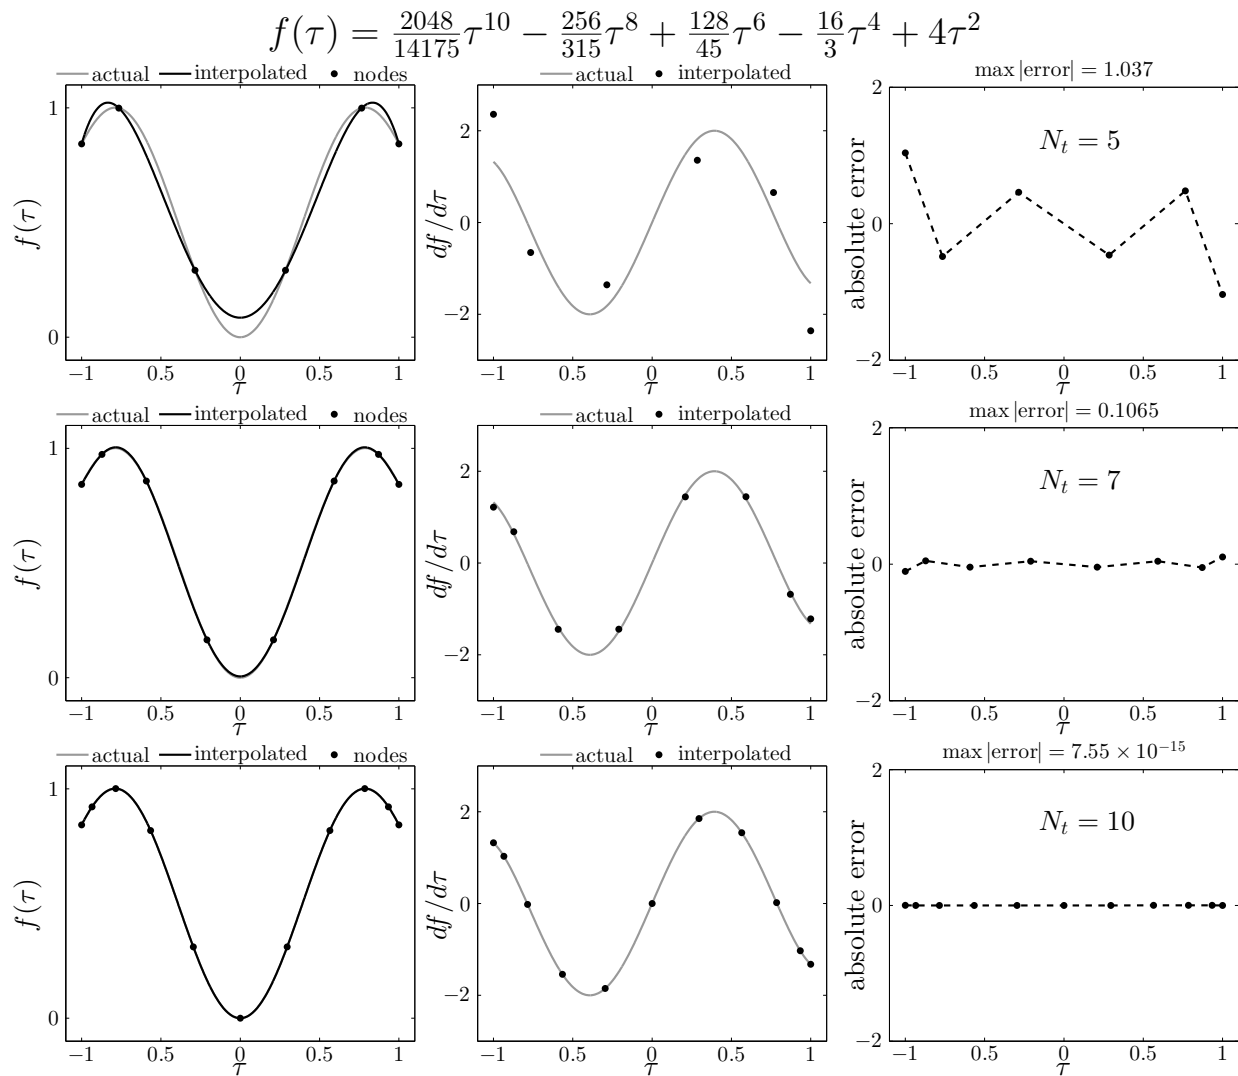 f(τ) = 2048/14175 τ^10 − 256/315 τ^8 + 128/45 τ^6 − 16/3 τ^4 + 4τ^2
actual interpolated nodes
f(τ)
1
0
−1 0.5 0 0.5 1
τ
actual interpolated
df/dτ
2
0
−2
−1 0.5 0 0.5 1
τ
max |error| = 1.037
absolute error
2
0
−2
N_t = 5
−1 0.5 0 0.5 1
τ
actual interpolated nodes
f(τ)
1
0
−1 0.5 0 0.5 1
τ
actual interpolated
df/dτ
2
0
−2
−1 0.5 0 0.5 1
τ
max |error| = 0.1065
absolute error
2
0
−2
N_t = 7
−1 0.5 0 0.5 1
τ
actual interpolated nodes
f(τ)
1
0
−1 0.5 0 0.5 1
τ
actual interpolated
df/dτ
2
0
−2
−1 0.5 0 0.5 1
τ
max |error| = 7.55 × 10^−15
absolute error
2
0
−2
N_t = 10
−1 0.5 0 0.5 1
τ